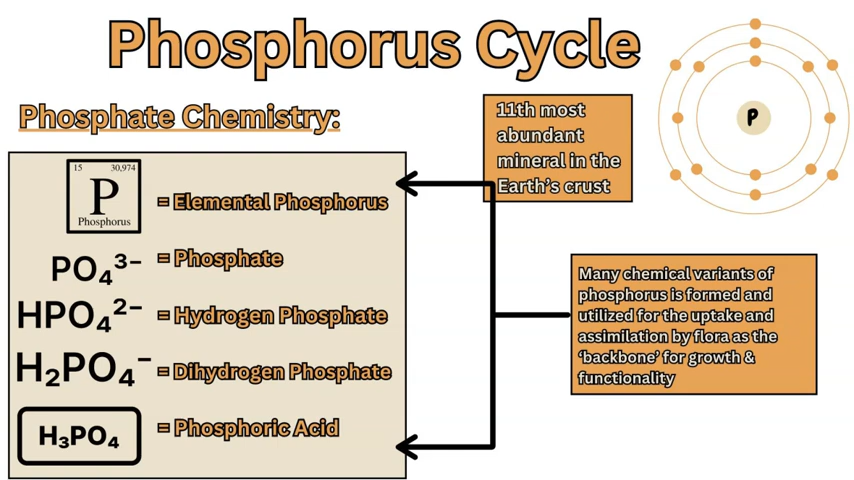 Phosphorus Cycle
Phosphate Chemistry:
11th most
abundant
mineral in the
Earth's crust
P
15 30,974
P
Phosphorus
= Elemental Phosphorus
PO₄³⁻ = Phosphate
HPO₄²⁻ = Hydrogen Phosphate
H₂PO₄⁻ = Dihydrogen Phosphate
H₃PO₄ = Phosphoric Acid
Many chemical variants of
phosphorus is formed and
utilized for the uptake and
assimilation by flora as the
'backbone' for growth &
functionality